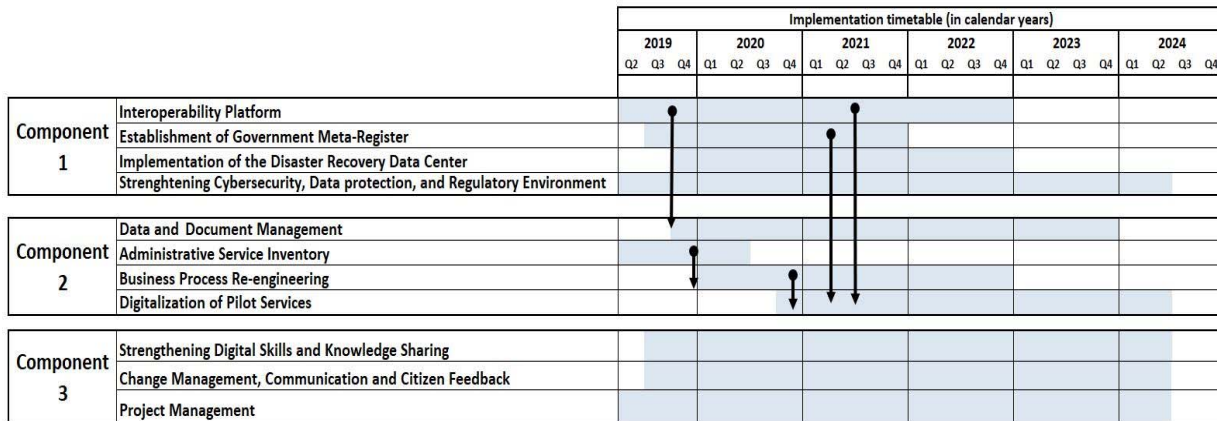 Implementation timetable (in calendar years)
2019 2020 2021 2022 2023 2024
Q2 Q3 Q4 Q1 Q2 Q3 Q4 Q1 Q2 Q3 Q4 Q1 Q2 Q3 Q4 Q1 Q2 Q3 Q4 Q1 Q2 Q3 Q4
Component 1
Interoperability Platform
Establishment of Government Meta-Register
Implementation of the Disaster Recovery Data Center
Strenghtening Cybersecurity, Data protection, and Regulatory Environment
Component 2
Data and Document Management
Administrative Service Inventory
Business Process Re-engineering
Digitalization of Pilot Services
Component 3
Strengthening Digital Skills and Knowledge Sharing
Change Management, Communication and Citizen Feedback
Project Management